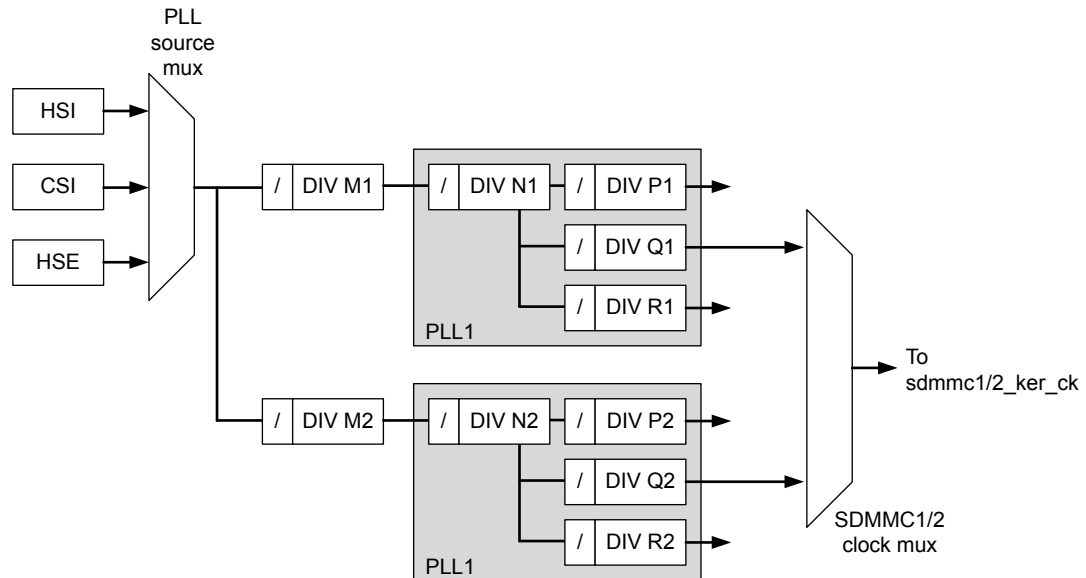 PLL
source
mux
HSI
CSI
HSE
/ DIV M1
/ DIV N1
/ DIV P1
/ DIV Q1
/ DIV R1
PLL1
To
sdmmc1/2_ker_ck
/ DIV M2
/ DIV N2
/ DIV P2
/ DIV Q2
/ DIV R2
PLL1
SDMMC1/2
clock mux